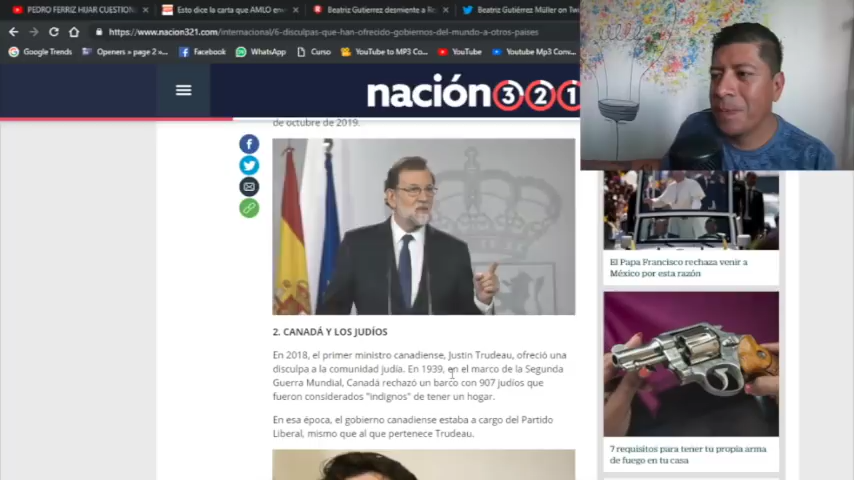 PEDRO FERRIZ HIJAR CUESTION
Esto dice la carta que AMLO en
Beatriz Gutierrez desmiente a R
Beatriz Gutiérrez Müller on Tw
https://www.nacion321.com/internacional/6-disculpas-que-han-ofrecido-gobiernos-del-mundo-a-otros-paises
Google Trends
Openers » page 2 «...
Facebook
WhatsApp
Curso
YouTube to MP3 Co...
YouTube
Youtube Mp3 Conv...
nación321
de octubre de 2019.
2. CANADÁ Y LOS JUDÍOS
En 2018, el primer ministro canadiense, Justin Trudeau, ofreció una
disculpa a la comunidad judía. En 1939, en el marco de la Segunda
Guerra Mundial, Canadá rechazó un barco con 907 judíos que
fueron considerados "indignos" de tener un hogar.
En esa época, el gobierno canadiense estaba a cargo del Partido
Liberal, mismo que al que pertenece Trudeau.
El Papa Francisco rechaza venir a
México por esta razón
7 requisitos para tener tu propia arma
de fuego en tu casa